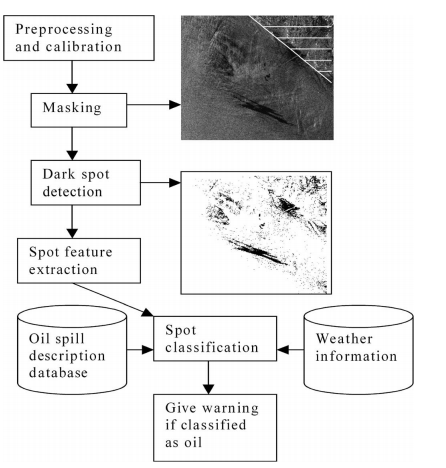 Preprocessing
and calibration
Masking
Dark spot
detection
Spot feature
extraction
Oil spill
description
database
Spot
classification
Weather
information
Give warning
if classified
as oil